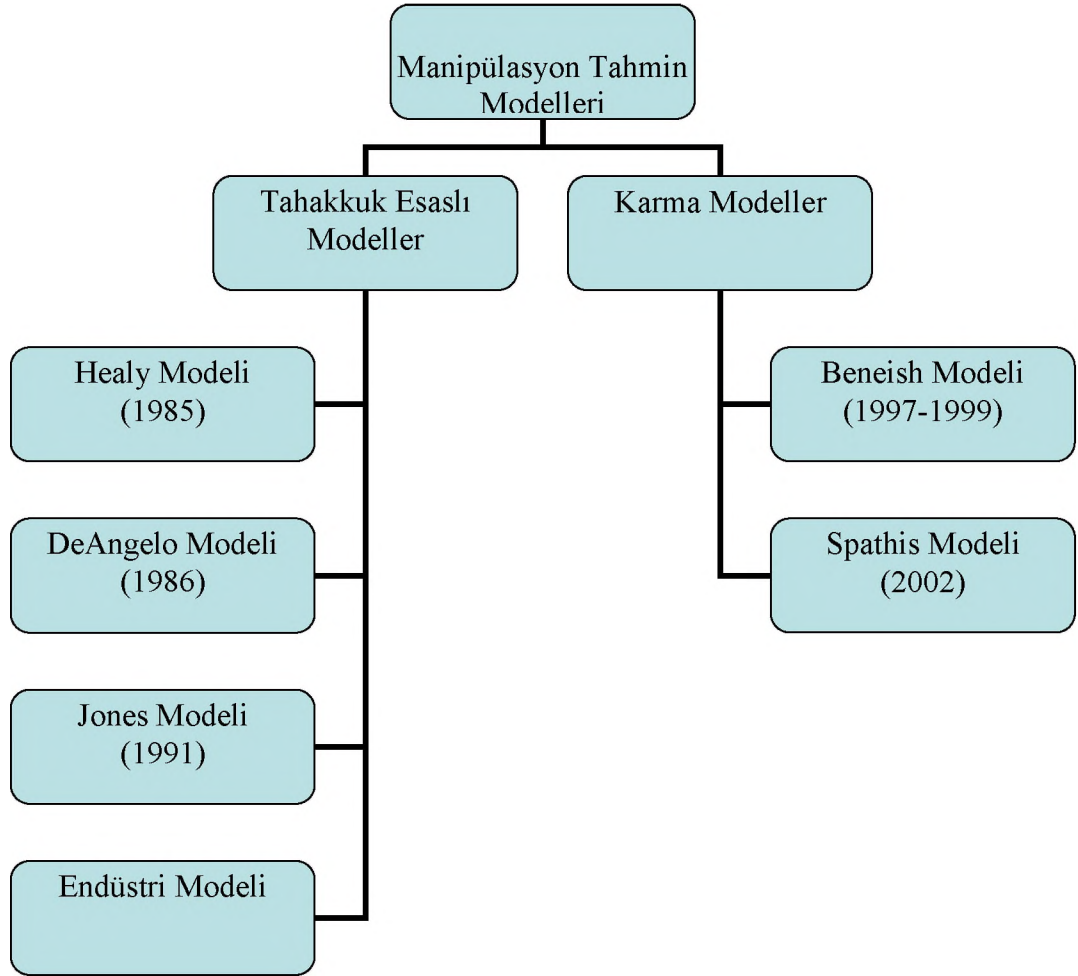 Manipülasyon Tahmin
Modelleri
Tahakkuk Esaslı
Modeller
Karma Modeller
Healy Modeli
(1985)
Beneish Modeli
(1997-1999)
DeAngelo Modeli
(1986)
Spathis Modeli
(2002)
Jones Modeli
(1991)
Endüstri Modeli